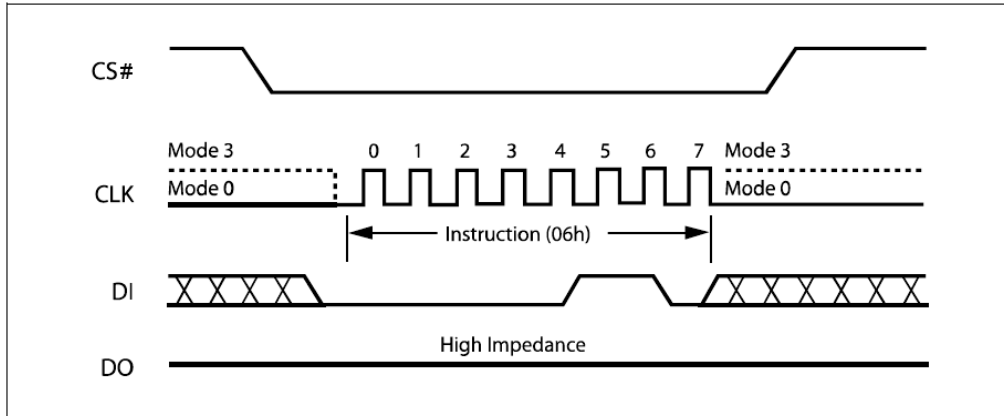 CS#
Mode 3
0 1 2 3 4 5 6 7
Mode 3
CLK
Mode 0
Mode 0
Instruction (06h)
DI
High Impedance
DO